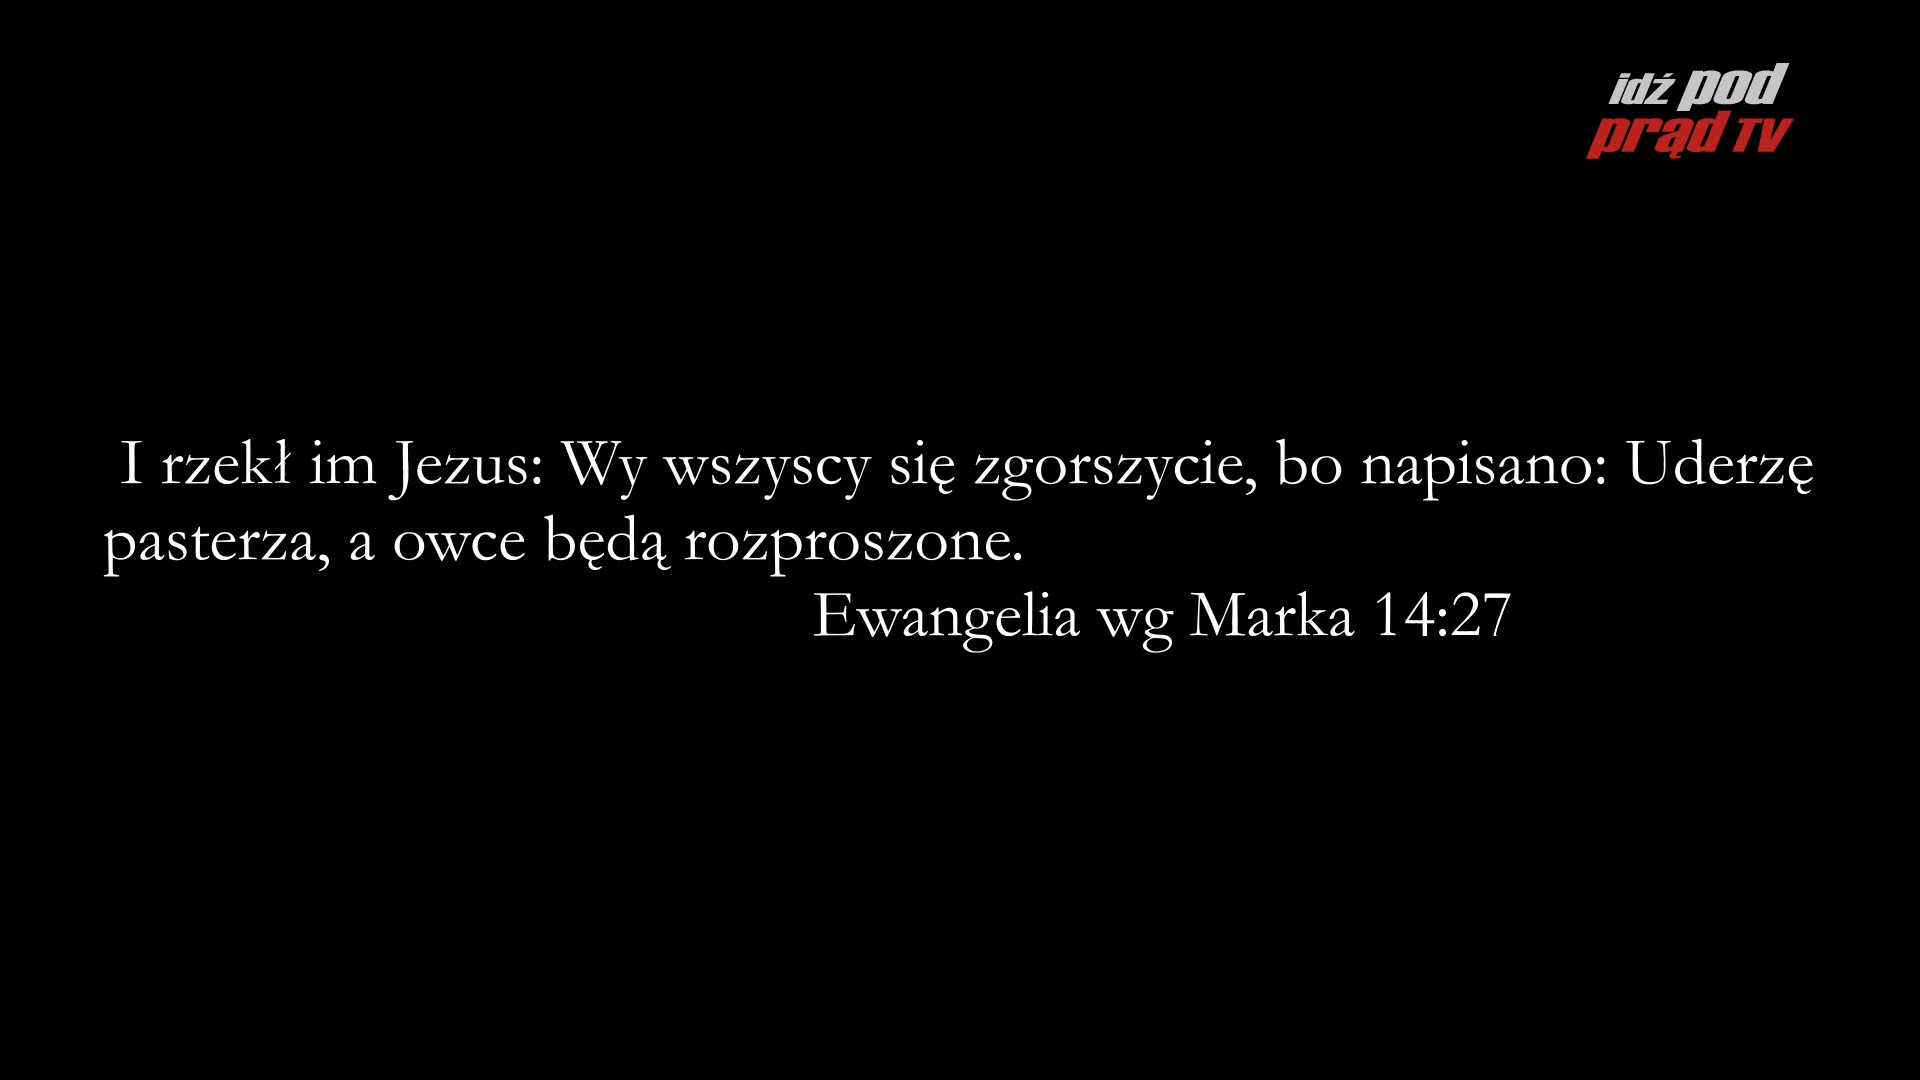 idź pod
prąd TV
I rzekł im Jezus: Wy wszyscy się zgorszycie, bo napisano: Uderzę
pasterza, a owce będą rozproszone.
Ewangelia wg Marka 14:27